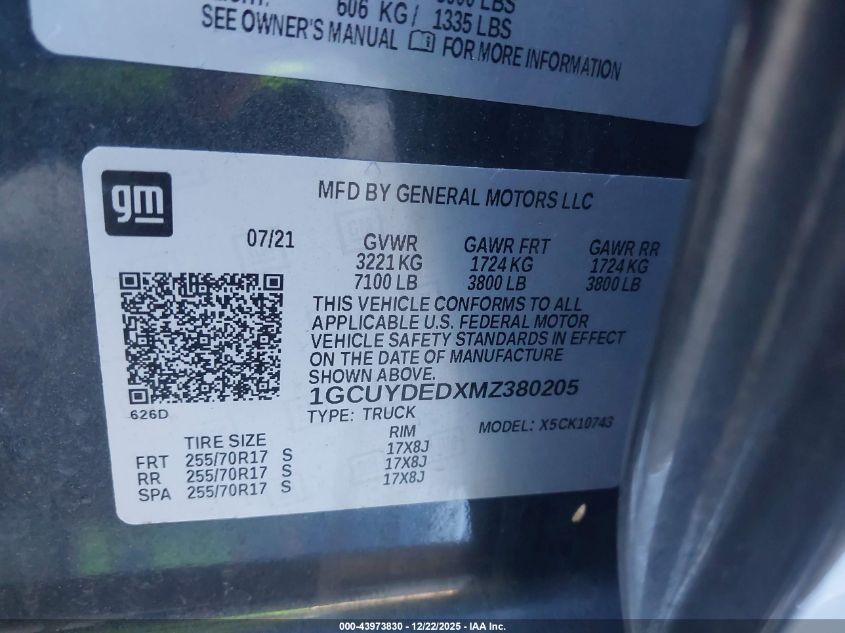 606 KG/ 1335 LBS
SEE OWNER'S MANUAL FOR MORE INFORMATION
gm
MFD BY GENERAL MOTORS LLC
07/21 GVWR GAWR FRT GAWR RR
3221 KG 1724 KG 1724 KG
7100 LB 3800 LB 3800 LB
THIS VEHICLE CONFORMS TO ALL
APPLICABLE U.S. FEDERAL MOTOR
VEHICLE SAFETY STANDARDS IN EFFECT
ON THE DATE OF MANUFACTURE
SHOWN ABOVE.
1GCUYDEDXMZ380205
626D
TYPE: TRUCK MODEL: X5CK10743
TIRE SIZE RIM
FRT 255/70R17 S 17X8J
RR 255/70R17 S 17X8J
SPA 255/70R17 S 17X8J
000-43973830 - 12/22/2025 - IAA Inc.